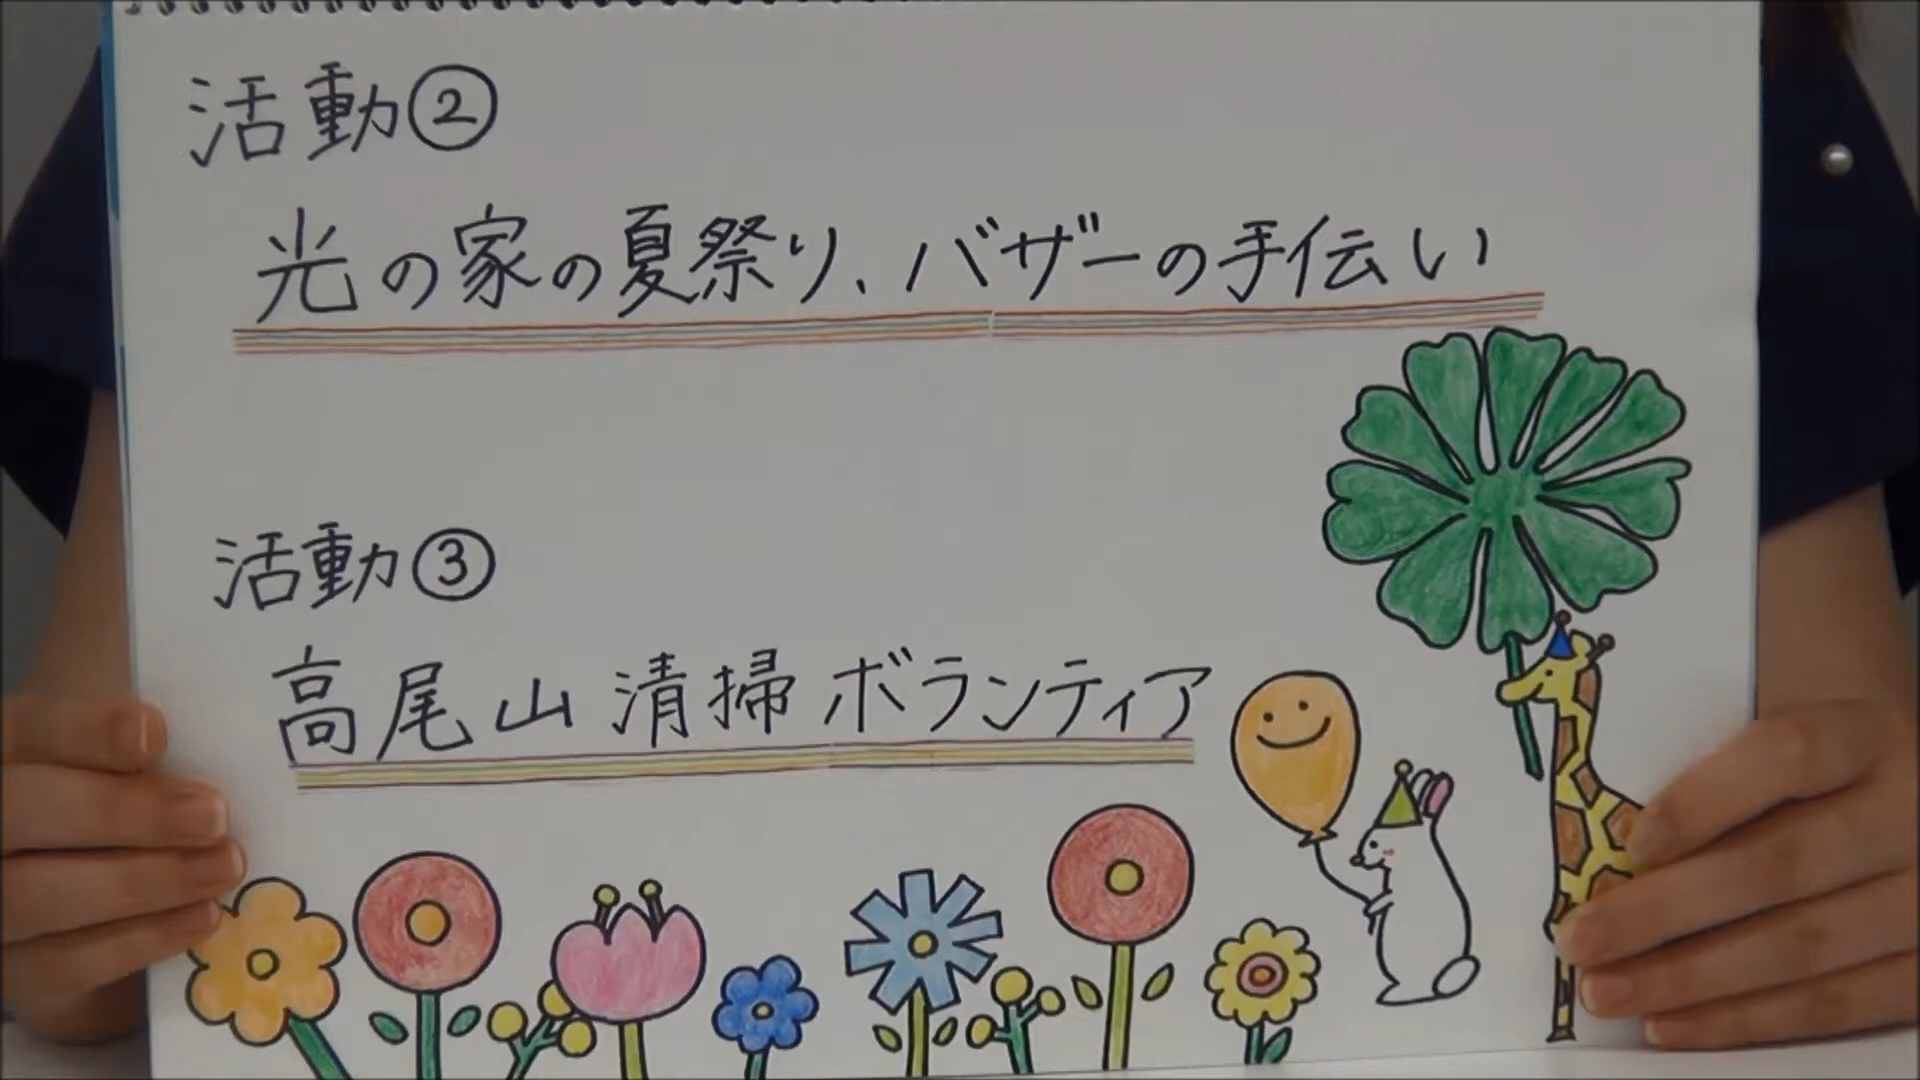 活動②
光の家の夏祭り、バザーの手伝い
活動③
高尾山清掃ボランティア